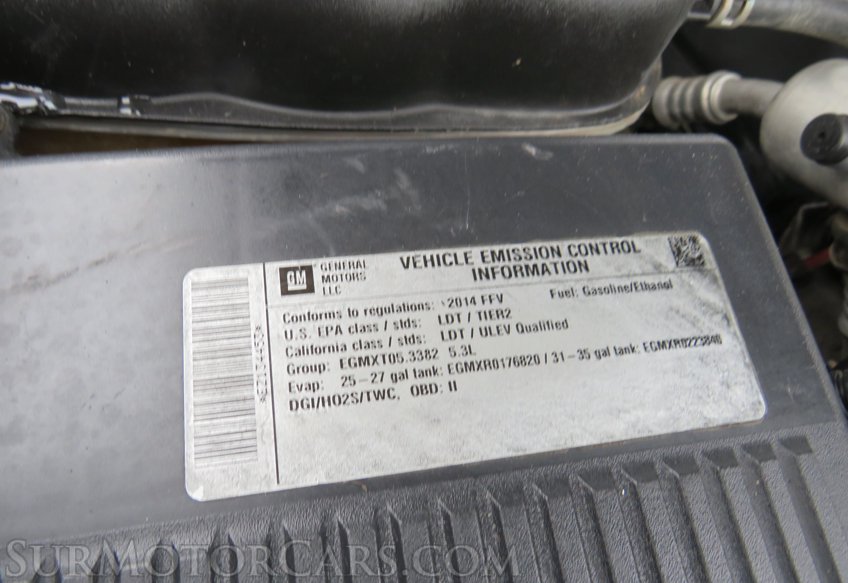 GM
GENERAL
MOTORS
LLC
VEHICLE EMISSION CONTROL
INFORMATION
Conforms to regulations: 2014 FFV Fuel: Gasoline/Ethanol
U.S. EPA class / stds: LDT / TIER2
California class / stds: LDT / ULEV Qualified
Group: EGMXT05.3382 5.3L
Evap: 25-27 gal tank: EGMXR0176820 / 31-35 gal tank: EGMXR0223840
DGI/HO2S/TWC, OBD: II
SurMotorCars.com